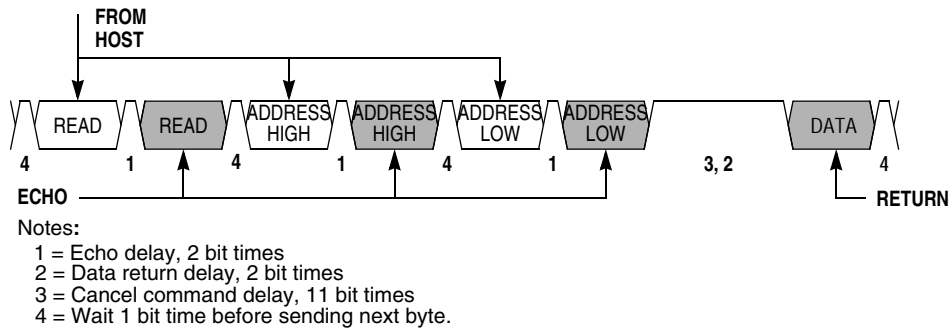 FROM
HOST
READ
READ
ADDRESS
HIGH
ADDRESS
HIGH
ADDRESS
LOW
ADDRESS
LOW
DATA
4
1
4
1
4
1
3, 2
4
ECHO
RETURN
Notes:
1 = Echo delay, 2 bit times
2 = Data return delay, 2 bit times
3 = Cancel command delay, 11 bit times
4 = Wait 1 bit time before sending next byte.